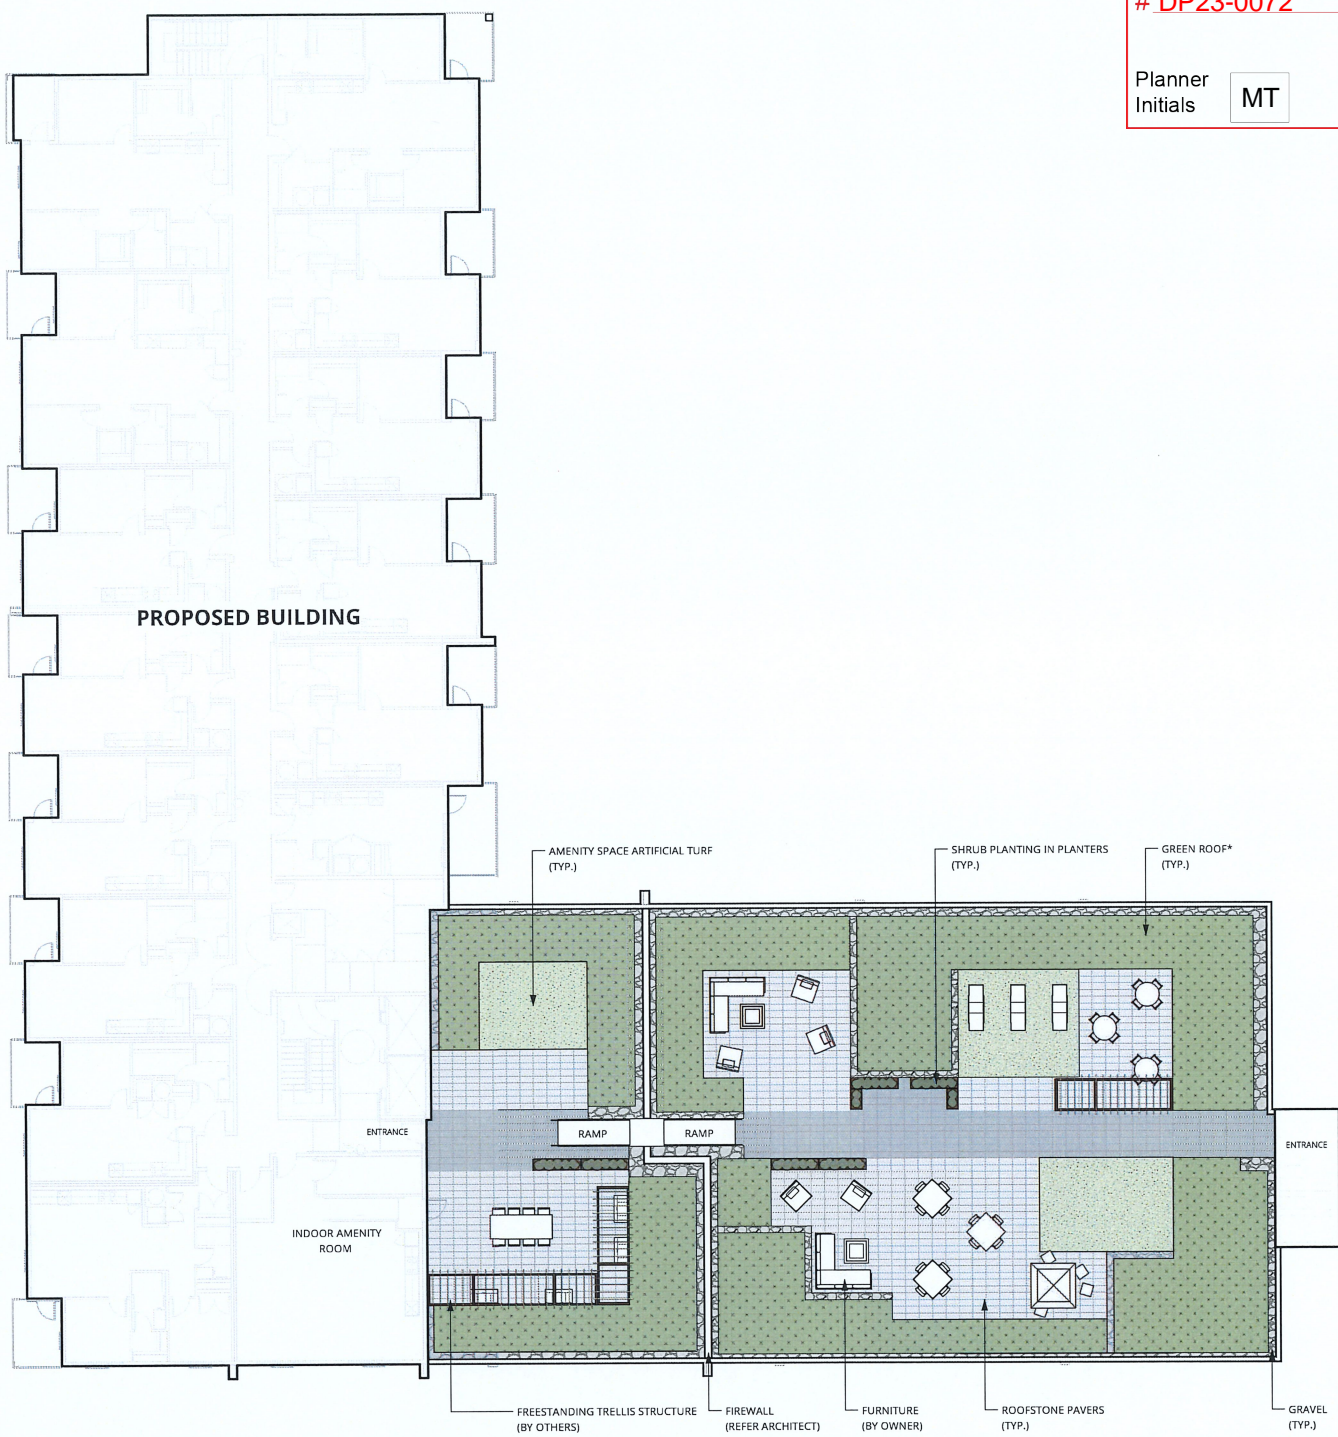 # DP23-0072
Planner
Initials
MT
PROPOSED BUILDING
AMENITY SPACE ARTIFICIAL TURF
(TYP.)
SHRUB PLANTING IN PLANTERS
(TYP.)
GREEN ROOF*
(TYP.)
ENTRANCE
RAMP
RAMP
ENTRANCE
INDOOR AMENITY
ROOM
FREESTANDING TRELLIS STRUCTURE
(BY OTHERS)
FIREWALL
(REFER ARCHITECT)
FURNITURE
(BY OWNER)
ROOFSTONE PAVERS
(TYP.)
GRAVEL
(TYP.)